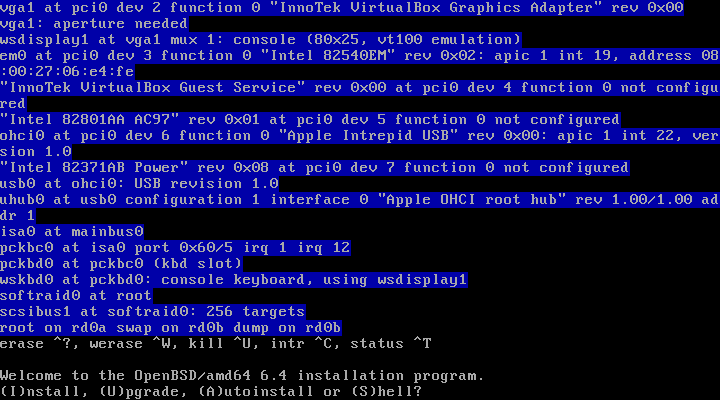 vga1 at pci0 dev 2 function 0 "InnoTek VirtualBox Graphics Adapter" rev 0x00
vga1: aperture needed
wsdisplay1 at vga1 mux 1: console (80x25, vt100 emulation)
em0 at pci0 dev 3 function 0 "Intel 82540EM" rev 0x02: apic 1 int 19, address 08
:00:27:06:e4:fe
"InnoTek VirtualBox Guest Service" rev 0x00 at pci0 dev 4 function 0 not configu
red
"Intel 82801AA AC97" rev 0x01 at pci0 dev 5 function 0 not configured
ohci0 at pci0 dev 6 function 0 "Apple Intrepid USB" rev 0x00: apic 1 int 22, ver
sion 1.0
"Intel 82371AB Power" rev 0x08 at pci0 dev 7 function 0 not configured
usb0 at ohci0: USB revision 1.0
uhub0 at usb0 configuration 1 interface 0 "Apple OHCI root hub" rev 1.00/1.00 ad
dr 1
isa0 at mainbus0
pckbc0 at isa0 port 0x60/5 irq 1 irq 12
pckbd0 at pckbc0 (kbd slot)
wskbd0 at pckbd0: console keyboard, using wsdisplay1
softraid0 at root
scsibus1 at softraid0: 256 targets
root on rd0a swap on rd0b dump on rd0b
erase ^?, werase ^W, kill ^U, intr ^C, status ^T

Welcome to the OpenBSD/amd64 6.4 installation program.
(I)nstall, (U)pgrade, (A)utoinstall or (S)hell?